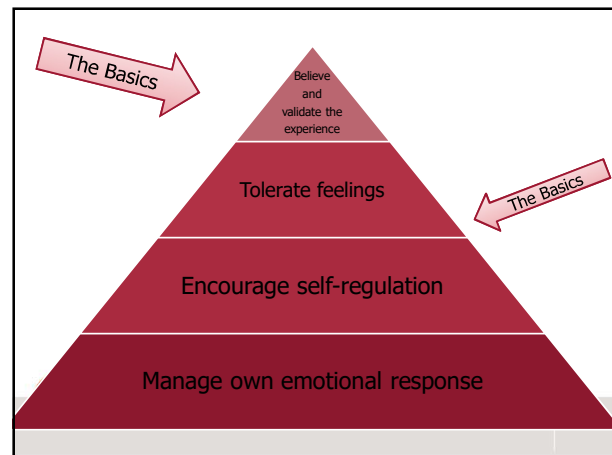 The Basics
Believe
and
validate the
experience
Tolerate feelings
The Basics
Encourage self-regulation
Manage own emotional response